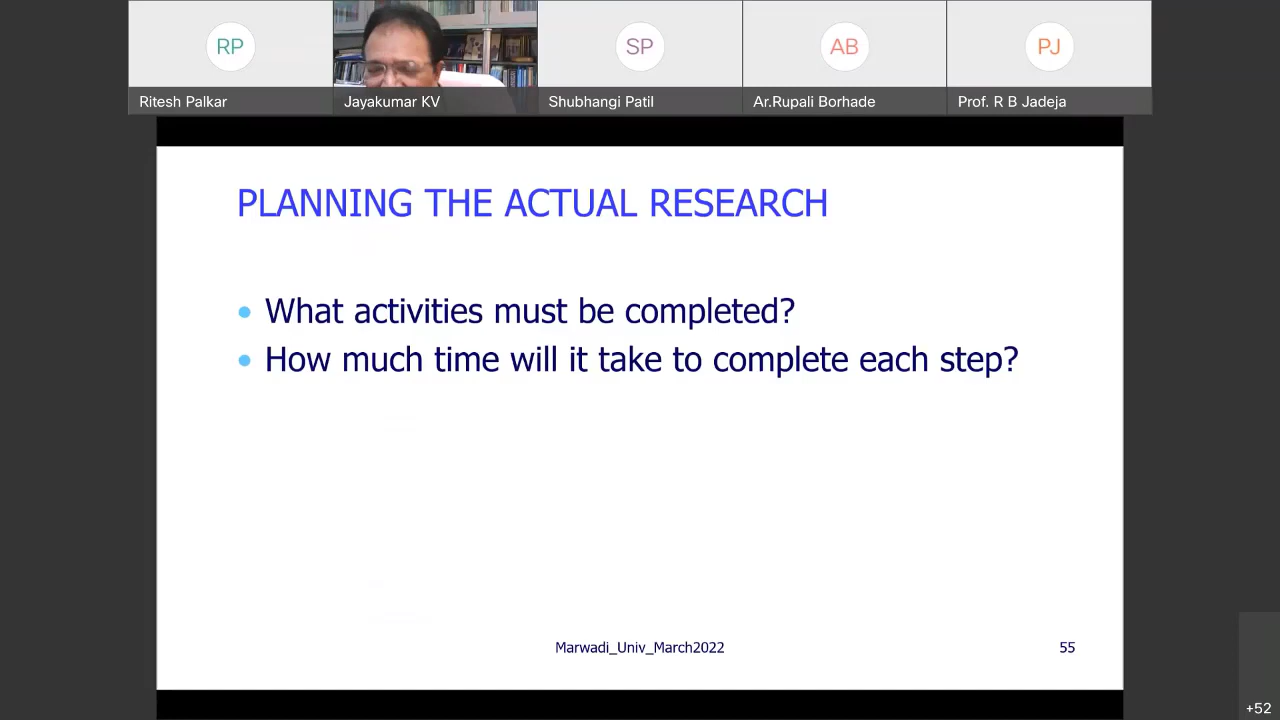 RP
SP
AB
PJ
Ritesh Palkar
Jayakumar KV
Shubhangi Patil
Ar.Rupali Borhade
Prof. R B Jadeja
PLANNING THE ACTUAL RESEARCH
• What activities must be completed?
• How much time will it take to complete each step?
Marwadi_Univ_March2022
55
+52